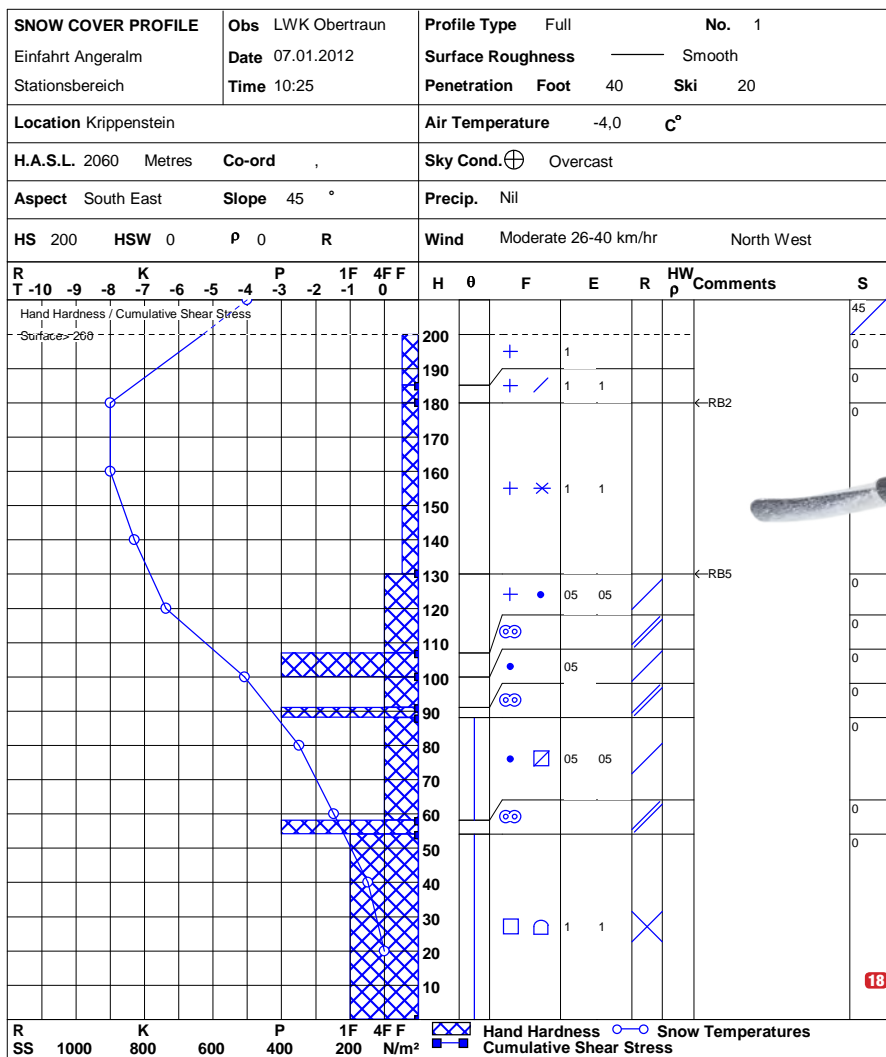 SNOW COVER PROFILE Obs LWK Obertraun Profile Type Full No. 1
Einfahrt Angeralm Date 07.01.2012 Surface Roughness Smooth
Stationsbereich Time 10:25 Penetration Foot 40 Ski 20
Location Krippenstein Air Temperature -4,0 C°
H.A.S.L. 2060 Metres Co-ord , Sky Cond. Overcast
Aspect South East Slope 45 ° Precip. Nil
HS 200 HSW 0 ρ 0 R Wind Moderate 26-40 km/hr North West
R K P 1F 4F F
T -10 -9 -8 -7 -6 -5 -4 -3 -2 -1 0 H θ F E R HW ρ Comments S
Hand Hardness / Cumulative Shear Stress 45
Surface> 200
200 0
1
190
1 1 0
180 RB2 0
170
160
1 1
150
140
130 RB5 0
05 05
120
0
110
05 0
100
0
90
0
80
05 05
70
60
0
50
0
40
30
1 1
20
18
10
R K P 1F 4F F Hand Hardness Snow Temperatures
SS 1000 800 600 400 200 N/m² Cumulative Shear Stress